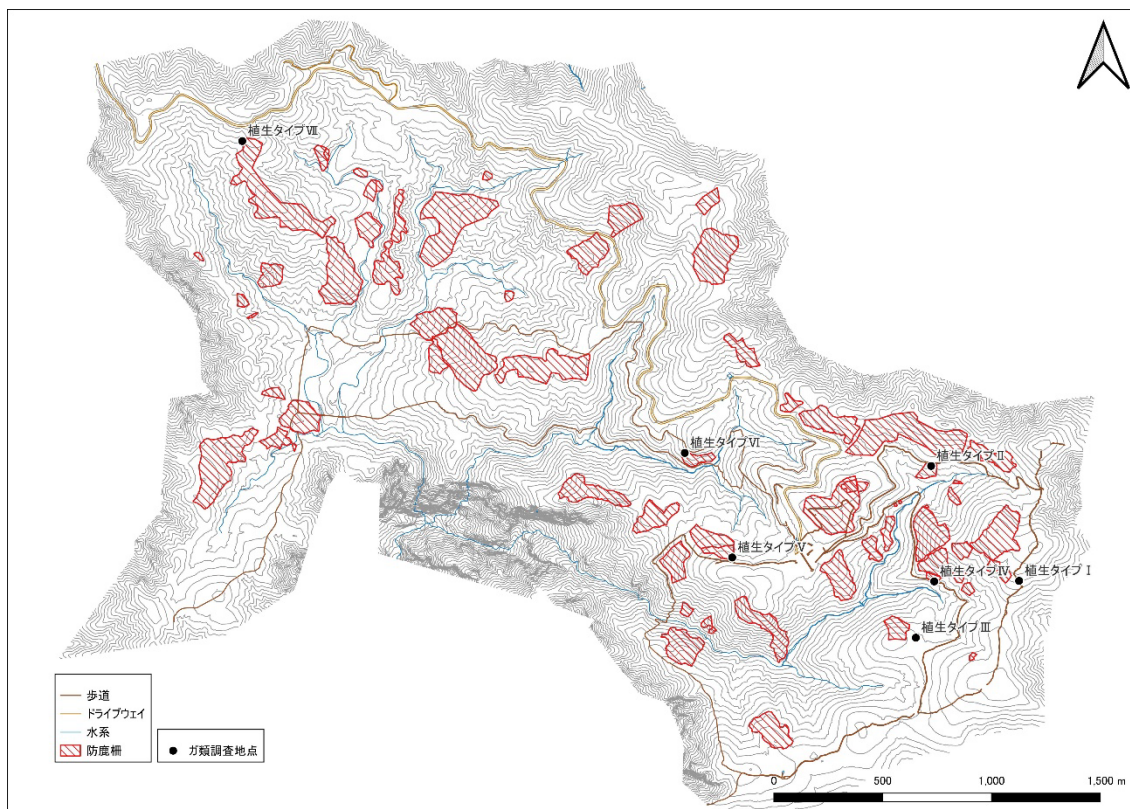 植生タイプⅦ
植生タイプⅥ
植生タイプⅡ
植生タイプⅤ
植生タイプⅣ
植生タイプⅠ
植生タイプⅢ
歩道
ドライブウェイ
水系
防鹿柵
ガ類調査地点
0 500 1,000 1,500 m